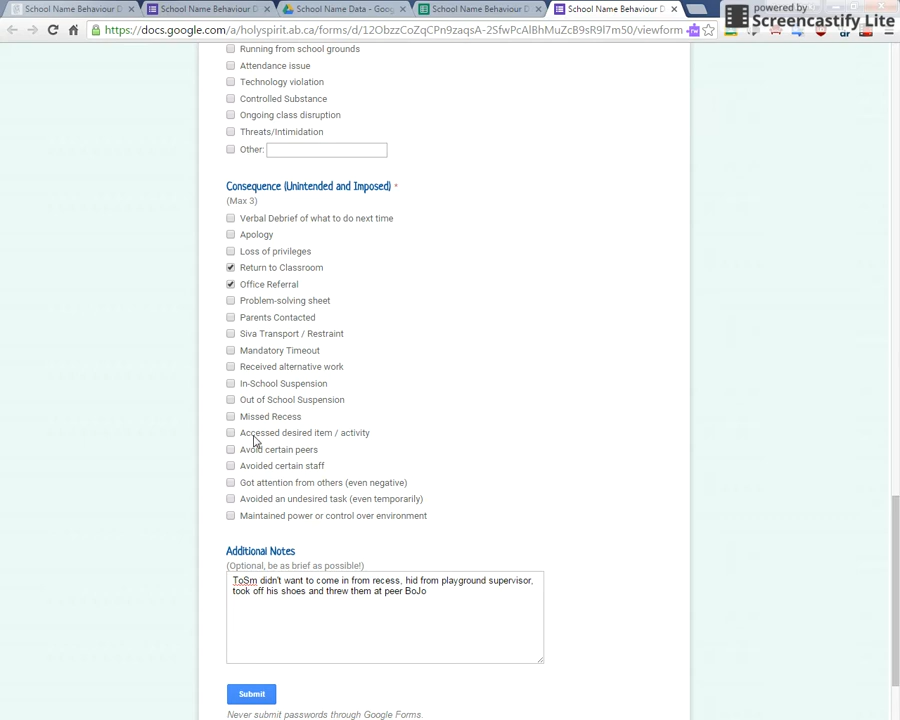 School Name Behaviour D
School Name Behaviour D
School Name Data - Goog
School Name Behaviour D
School Name Behaviour D
powered by
Screencastify Lite
https://docs.google.com/a/holyspirit.ab.ca/forms/d/12ObzzCoZqCPn9zaqsA-2SfwPcAlBhMuZcB9sR9l7m50/viewform
Running from school grounds
Attendance issue
Technology violation
Controlled Substance
Ongoing class disruption
Threats/Intimidation
Other:
Consequence (Unintended and Imposed) *
(Max 3)
Verbal Debrief of what to do next time
Apology
Loss of privileges
Return to Classroom
Office Referral
Problem-solving sheet
Parents Contacted
Siva Transport / Restraint
Mandatory Timeout
Received alternative work
In-School Suspension
Out of School Suspension
Missed Recess
Accessed desired item / activity
Avoid certain peers
Avoided certain staff
Got attention from others (even negative)
Avoided an undesired task (even temporarily)
Maintained power or control over environment
Additional Notes
(Optional, be as brief as possible!)
ToSm didn't want to come in from recess, hid from playground supervisor,
took off his shoes and threw them at peer BoJo
Submit
Never submit passwords through Google Forms.